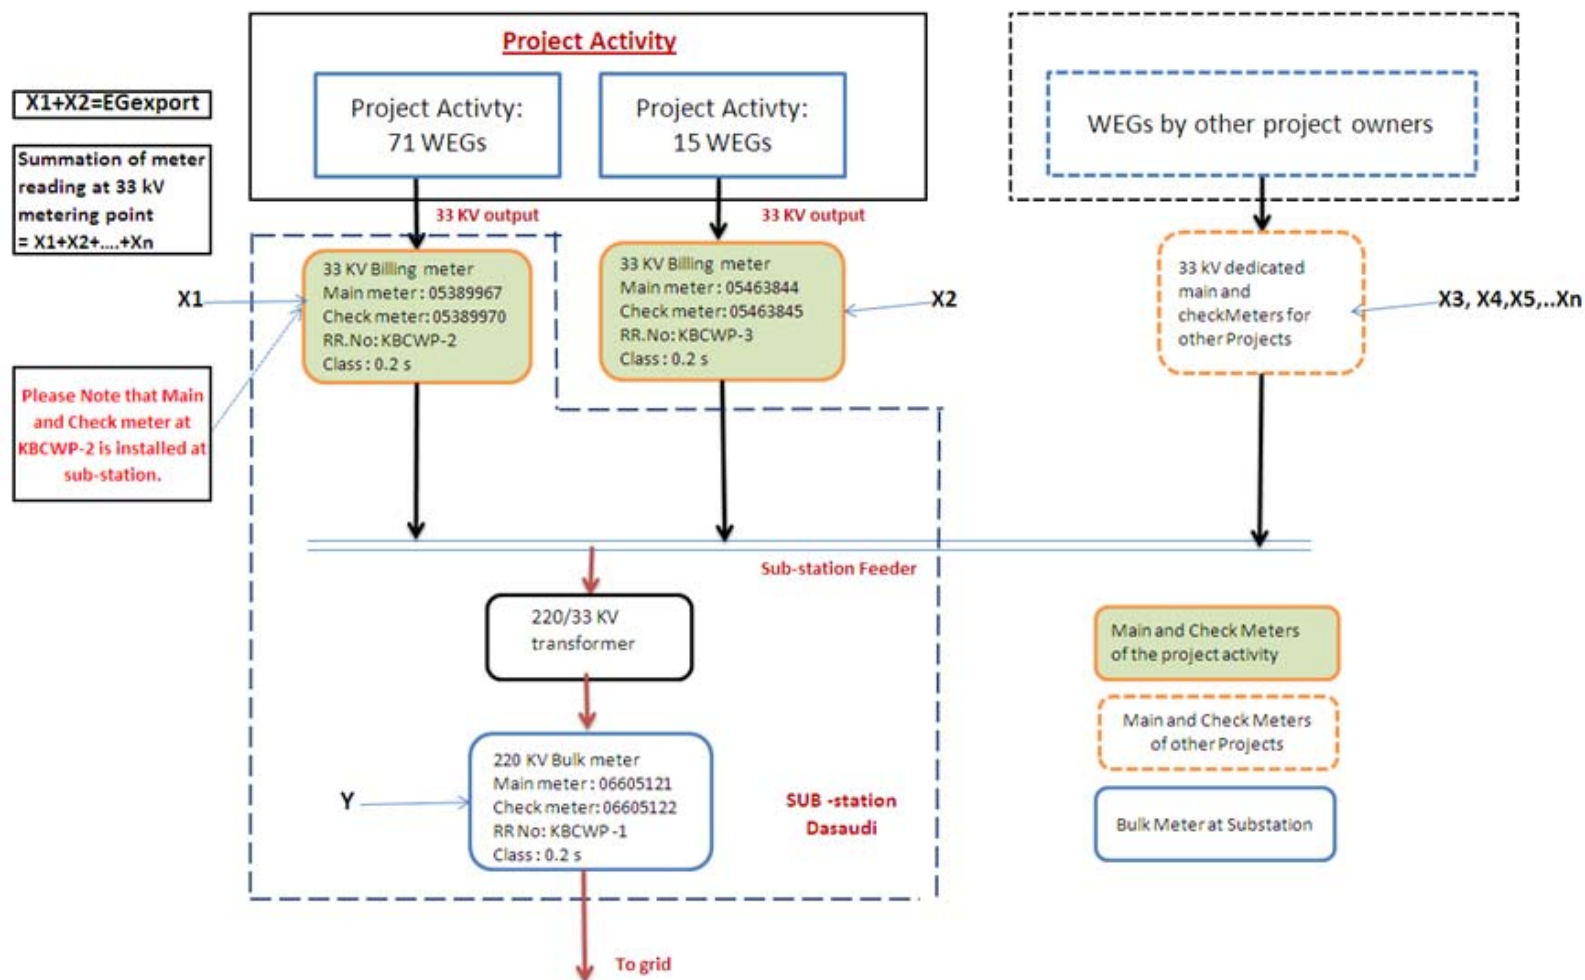 Project Activity
X1+X2=EGexport
Summation of meter
reading at 33 kV
metering point
= X1+X2+....+Xn
Project Activty:
71 WEGs
Project Activty:
15 WEGs
WEGs by other project owners
33 KV output
33 KV output
X1
33 KV Billing meter
Main meter : 05389967
Check meter: 05389970
RR.No: KBCWP-2
Class : 0.2 s
33 KV Billing meter
Main meter : 05463844
Check meter: 05463845
RR.No: KBCWP-3
Class : 0.2 s
X2
33 kV dedicated
main and
checkMeters for
other Projects
X3, X4,X5,..Xn
Please Note that Main
and Check meter at
KBCWP-2 is installed at
sub-station.
Sub-station Feeder
220/33 KV
transformer
Y
220 KV Bulk meter
Main meter : 06605121
Check meter: 06605122
RR No: KBCWP -1
Class : 0.2 s
SUB -station
Dasaudi
To grid
Main and Check Meters
of the project activity
Main and Check Meters
of other Projects
Bulk Meter at Substation